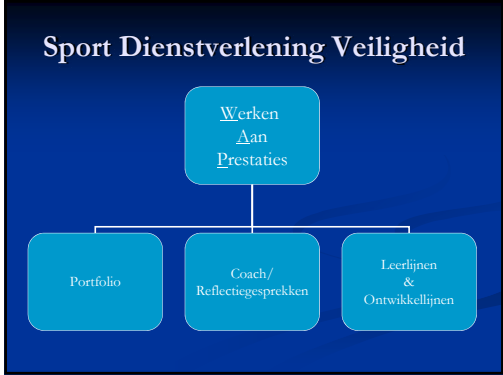 Sport Dienstverlening Veiligheid
Werken
Aan
Prestaties
Portfolio
Coach/
Reflectiegesprekken
Leerlijnen
&
Ontwikkellijnen